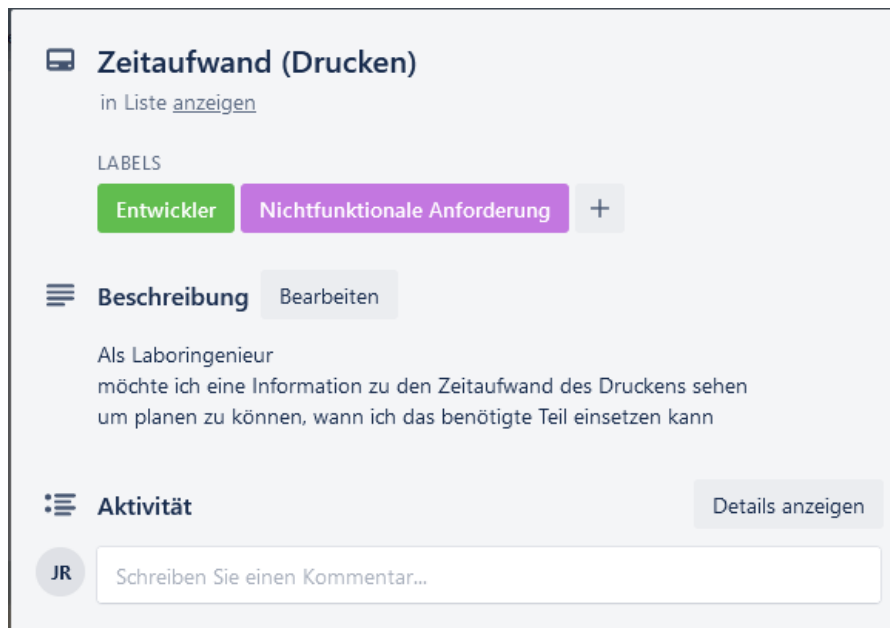 Zeitaufwand (Drucken)
in Liste anzeigen
LABELS
Entwickler Nichtfunktionale Anforderung +
Beschreibung Bearbeiten
Als Laboringenieur
möchte ich eine Information zu den Zeitaufwand des Druckens sehen
um planen zu können, wann ich das benötigte Teil einsetzen kann
Aktivität Details anzeigen
JR Schreiben Sie einen Kommentar...